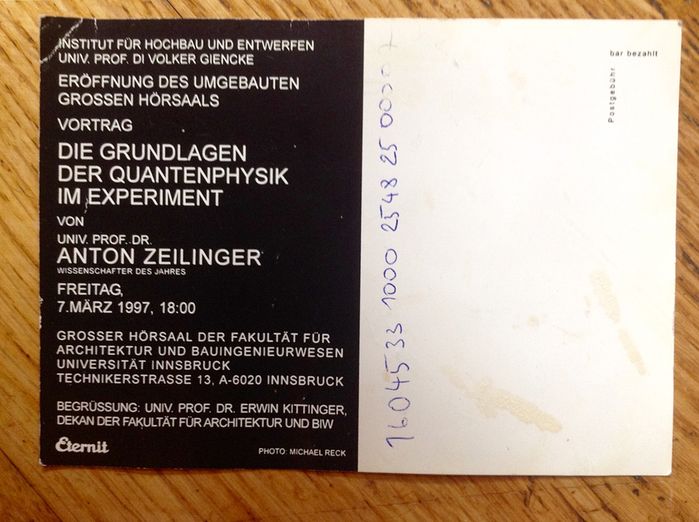 INSTITUT FÜR HOCHBAU UND ENTWERFEN
UNIV. PROF. DI VOLKER GIENCKE
ERÖFFNUNG DES UMGEBAUTEN
GROSSEN HÖRSAALS
VORTRAG
DIE GRUNDLAGEN
DER QUANTENPHYSIK
IM EXPERIMENT
VON
UNIV. PROF. DR.
ANTON ZEILINGER
WISSENSCHAFTER DES JAHRES
FREITAG,
7.MÄRZ 1997, 18:00
GROSSER HÖRSAAL DER FAKULTÄT FÜR
ARCHITEKTUR UND BAUINGENIEURWESEN
UNIVERSITÄT INNSBRUCK
TECHNIKERSTRASSE 13, A-6020 INNSBRUCK
BEGRÜSSUNG: UNIV. PROF. DR. ERWIN KITTINGER,
DEKAN DER FAKULTÄT FÜR ARCHITEKTUR UND BIW
Eternit
PHOTO: MICHAEL RECK
1604533 1000 2548 25
Postgebühr
bar bezahlt